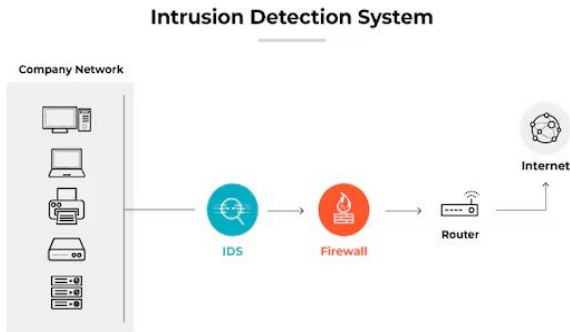 Intrusion Detection System
Company Network
Internet
IDS
Firewall
Router